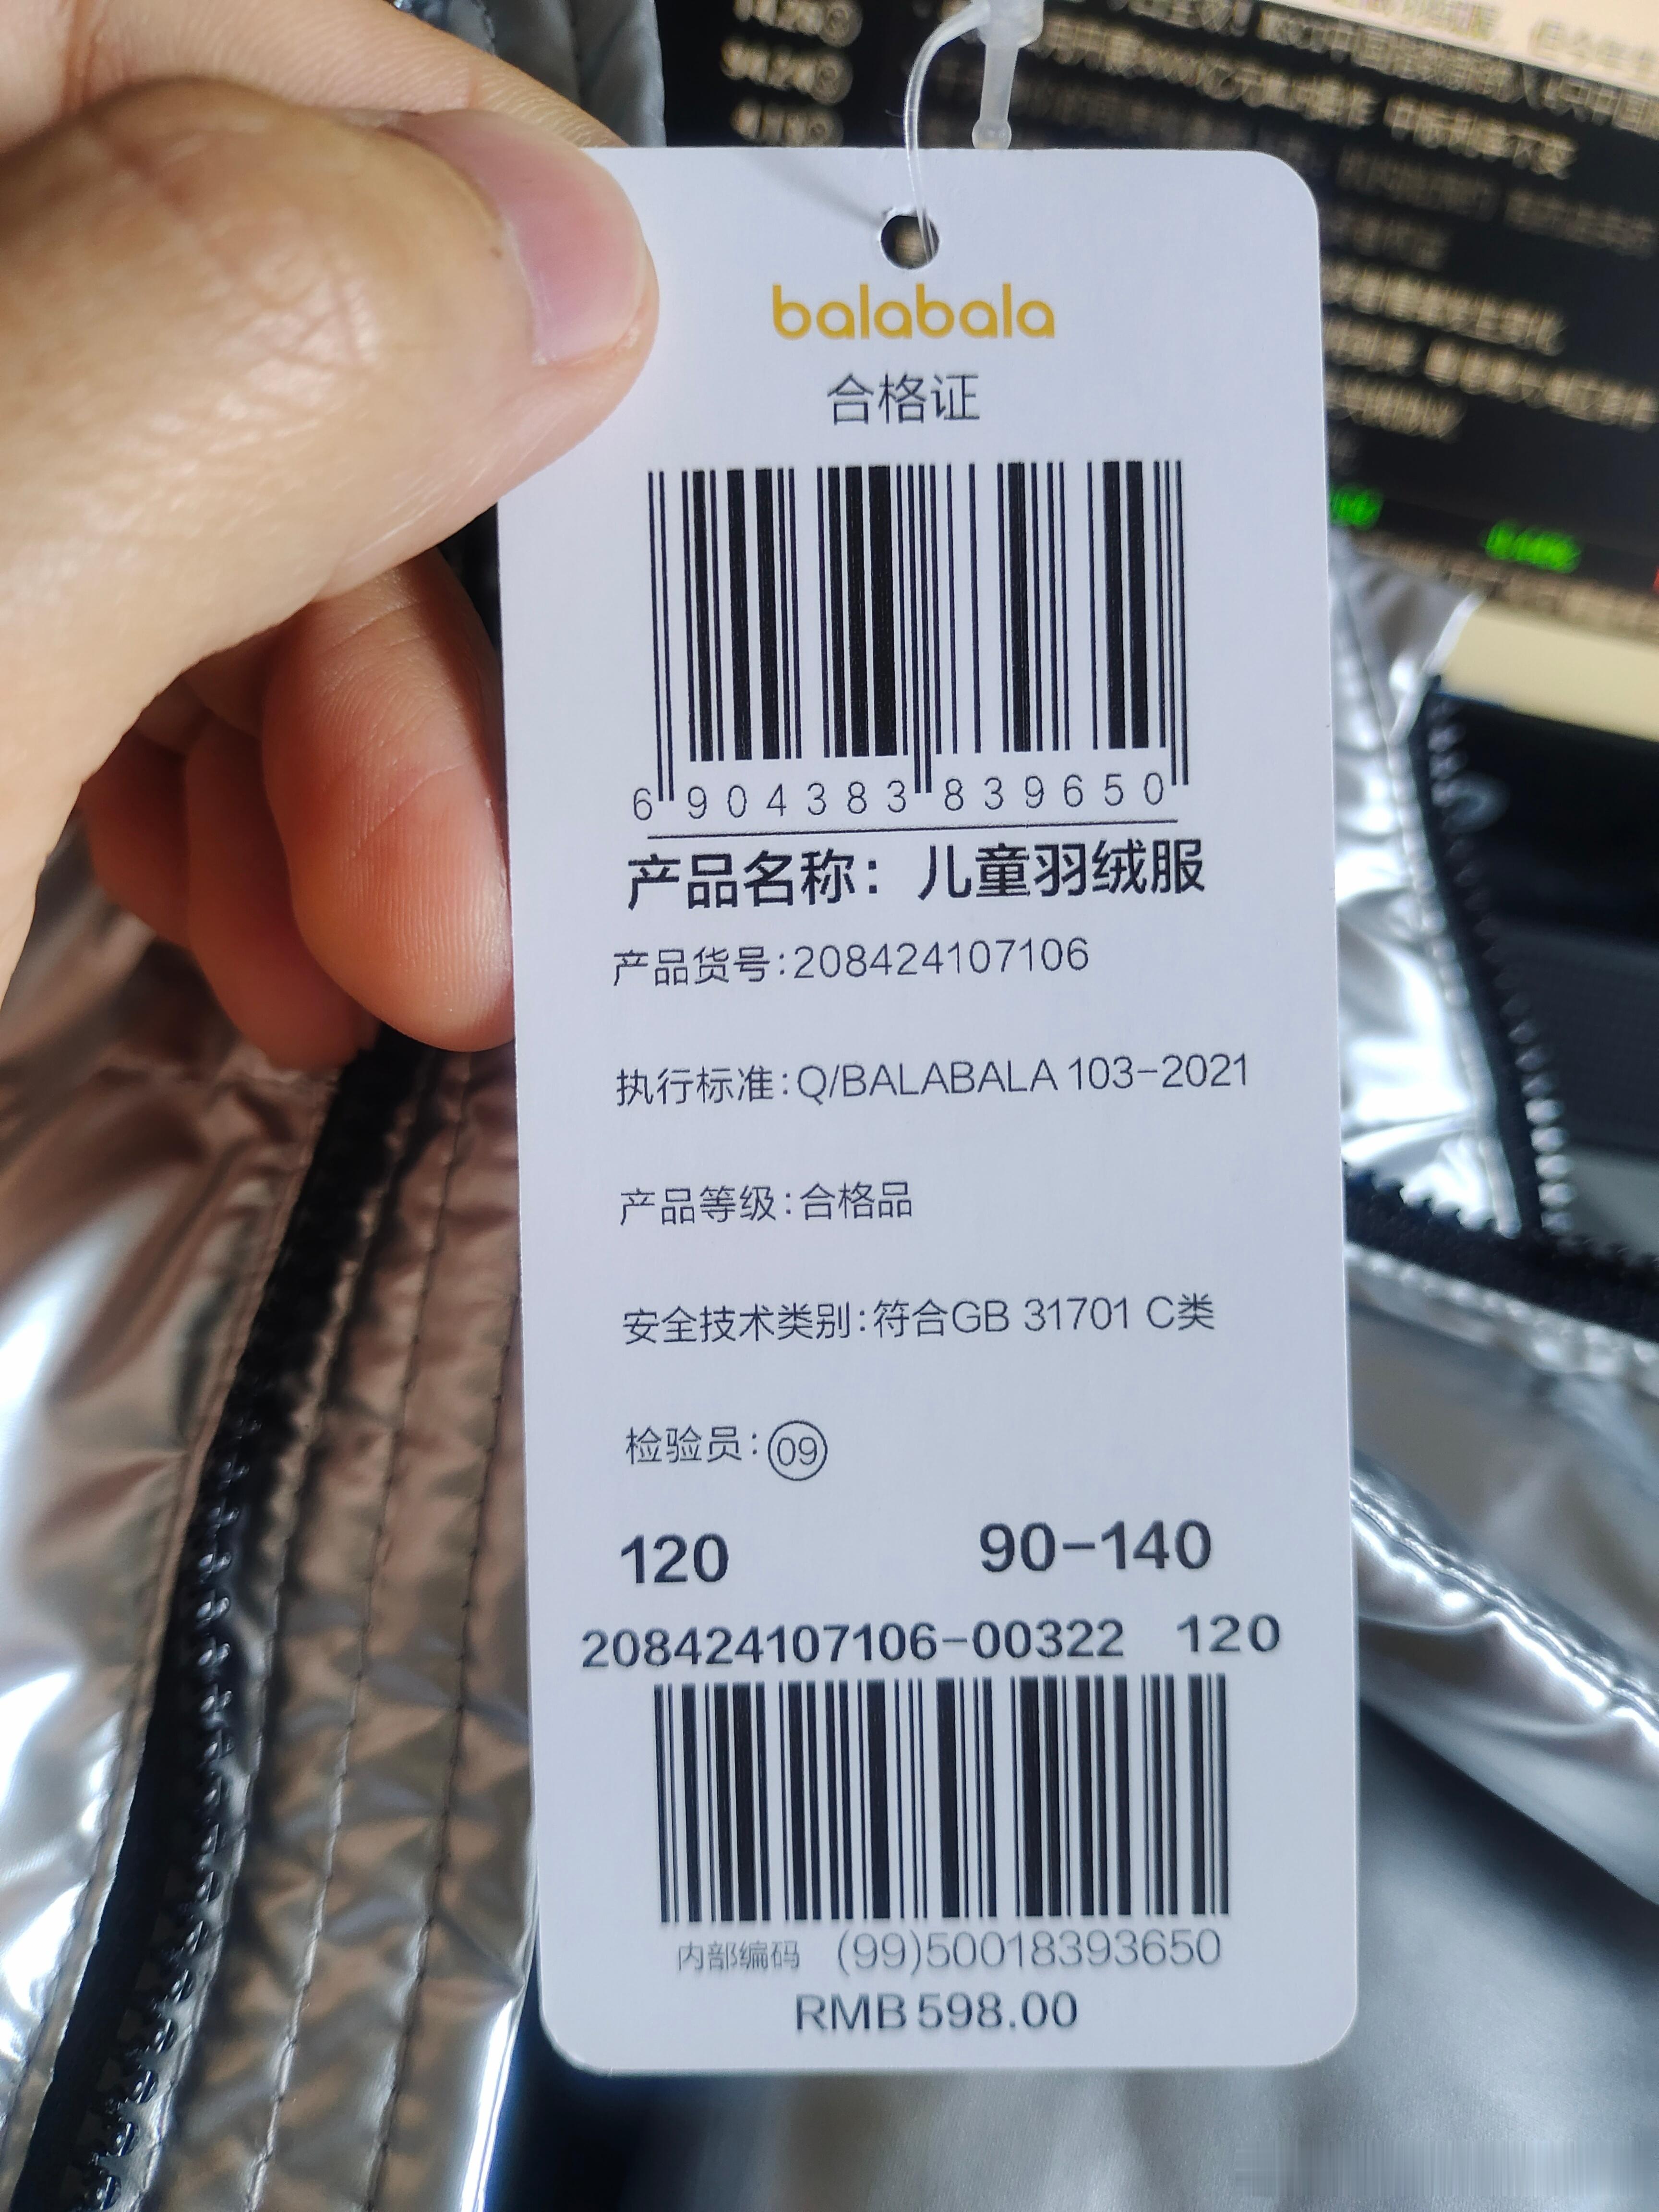 balabala
合格证
6 904383 839650
产品名称：儿童羽绒服
产品货号:208424107106
执行标准:Q/BALABALA 103-2021
产品等级:合格品
安全技术类别:符合GB 31701 C类
检验员:09
120 90-140
208424107106-00322 120
内部编码 (99)50018393650
RMB 598.00